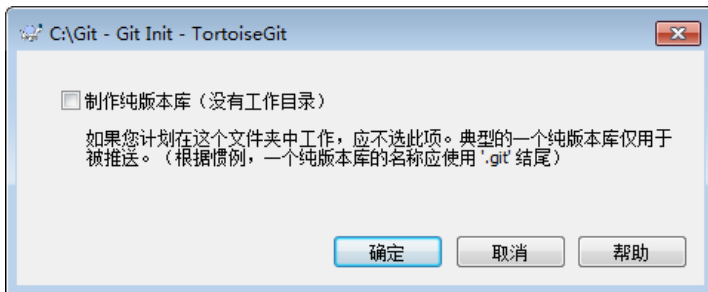 C:\Git - Git Init - TortoiseGit
制作纯版本库（没有工作目录）
如果您计划在这个文件夹中工作，应不选此项。典型的一个纯版本库仅用于
被推送。（根据惯例，一个纯版本库的名称应使用 '.git' 结尾）
确定 取消 帮助